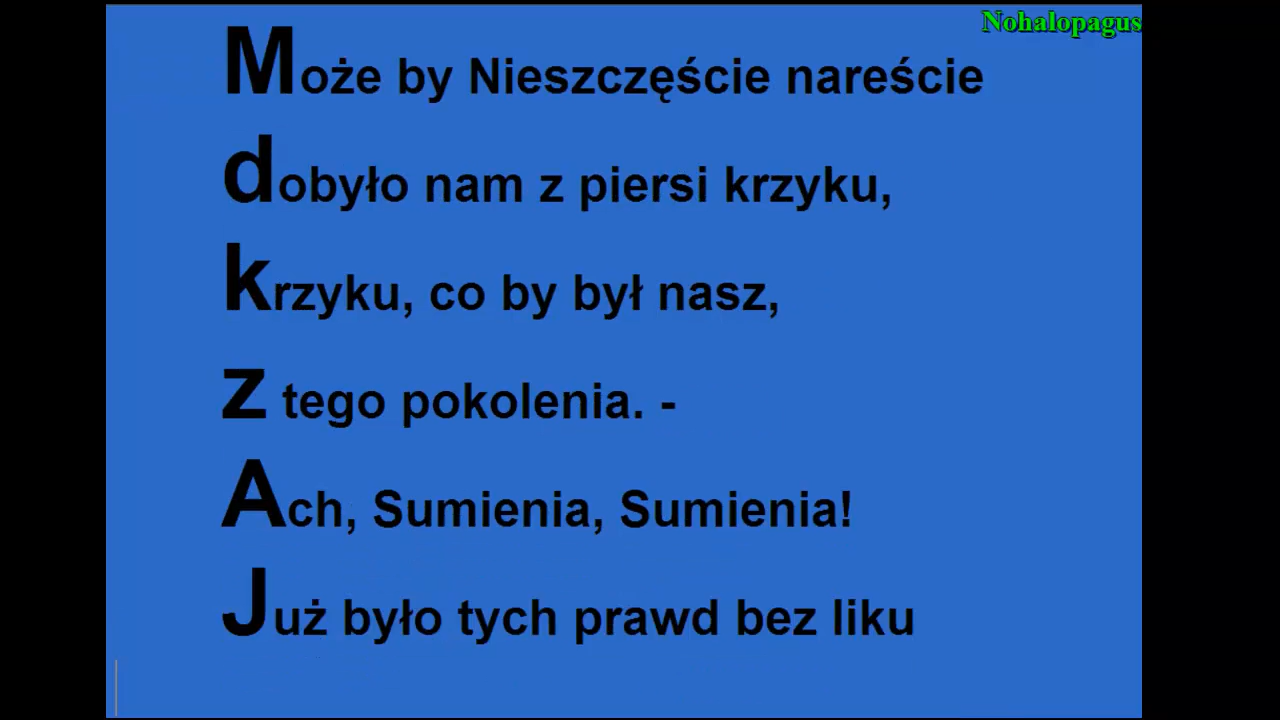 Nohalopagus
Może by Nieszczęście nareście
dobyło nam z piersi krzyku,
krzyku, co by był nasz,
z tego pokolenia. -
Ach, Sumienia, Sumienia!
Już było tych prawd bez liku